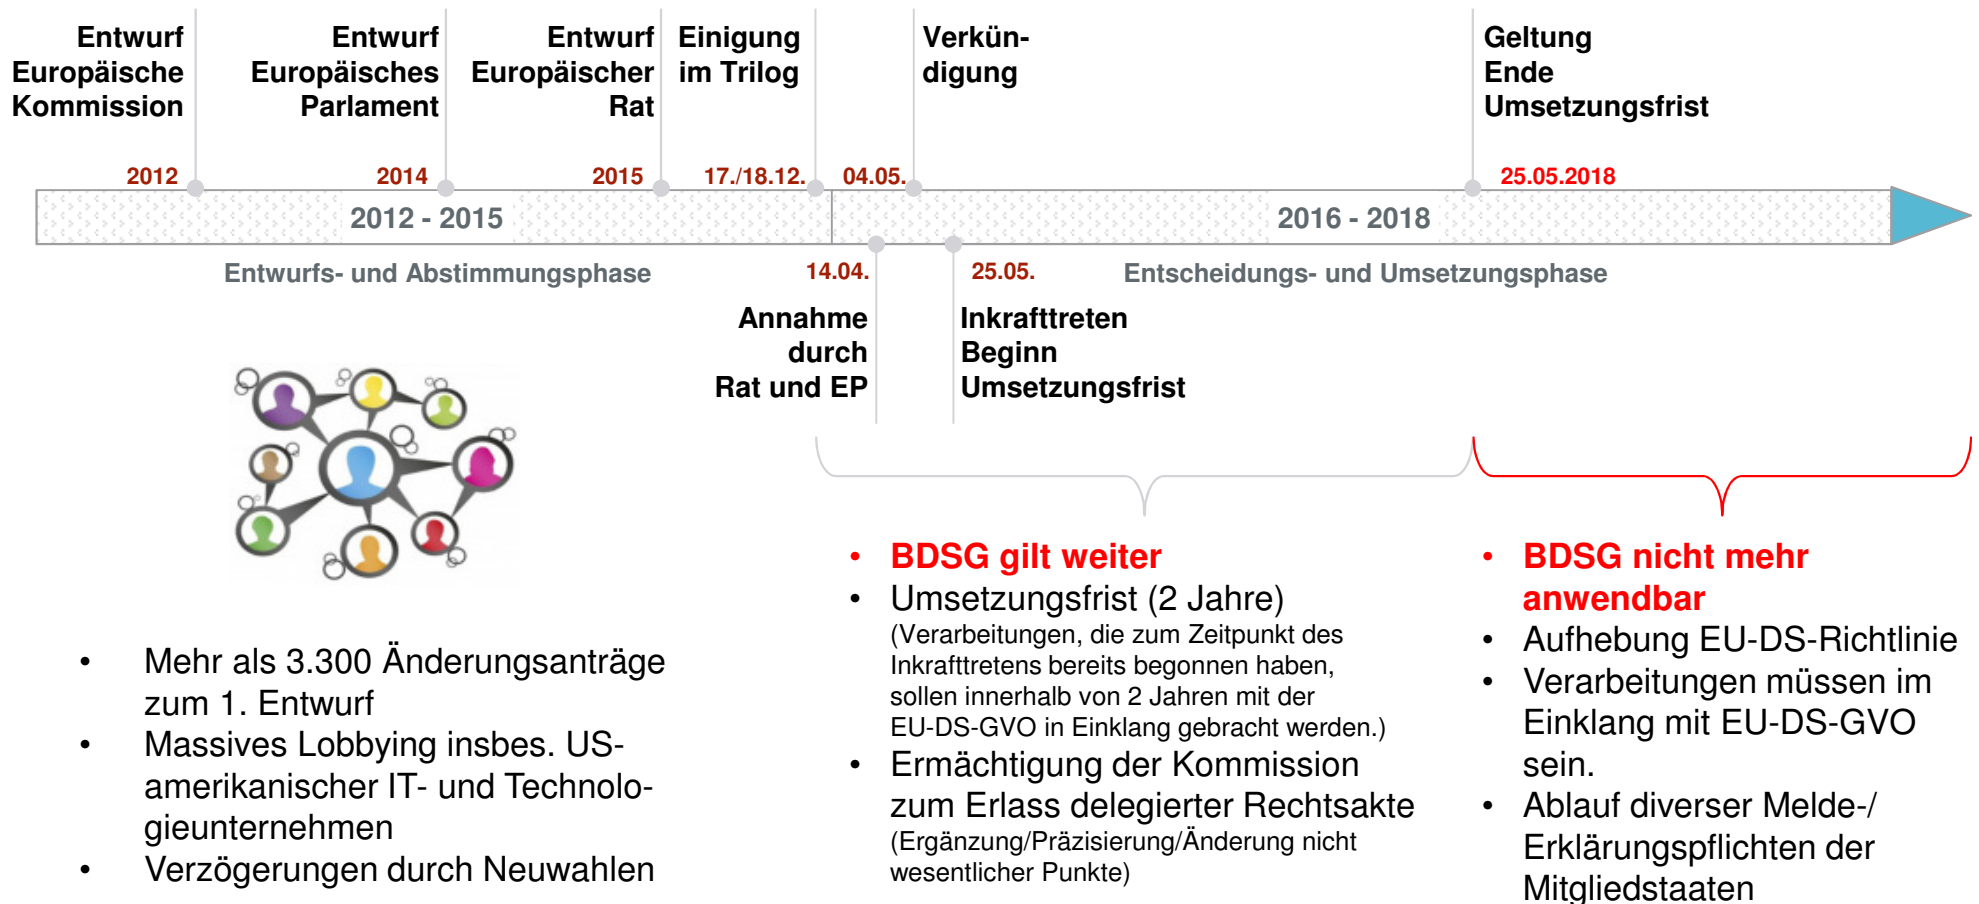 Entwurf
Europäische
Kommission
Entwurf
Europäisches
Parlament
Entwurf
Europäischer
Rat
Einigung
im Trilog
Verkün-
digung
Geltung
Ende
Umsetzungsfrist
2012
2014
2015
17./18.12.
04.05.
25.05.2018
2012 - 2015
2016 - 2018
Entwurfs- und Abstimmungsphase
14.04.
25.05.
Entscheidungs- und Umsetzungsphase
Annahme
durch
Rat und EP
Inkrafttreten
Beginn
Umsetzungsfrist
• Mehr als 3.300 Änderungsanträge
zum 1. Entwurf
• Massives Lobbying insbes. US-
amerikanischer IT- und Technolo-
gieunternehmen
• Verzögerungen durch Neuwahlen
• BDSG gilt weiter
• Umsetzungsfrist (2 Jahre)
(Verarbeitungen, die zum Zeitpunkt des
Inkrafttretens bereits begonnen haben,
sollen innerhalb von 2 Jahren mit der
EU-DS-GVO in Einklang gebracht werden.)
• Ermächtigung der Kommission
zum Erlass delegierter Rechtsakte
(Ergänzung/Präzisierung/Änderung nicht
wesentlicher Punkte)
• BDSG nicht mehr
anwendbar
• Aufhebung EU-DS-Richtlinie
• Verarbeitungen müssen im
Einklang mit EU-DS-GVO
sein.
• Ablauf diverser Melde-/
Erklärungspflichten der
Mitgliedstaaten